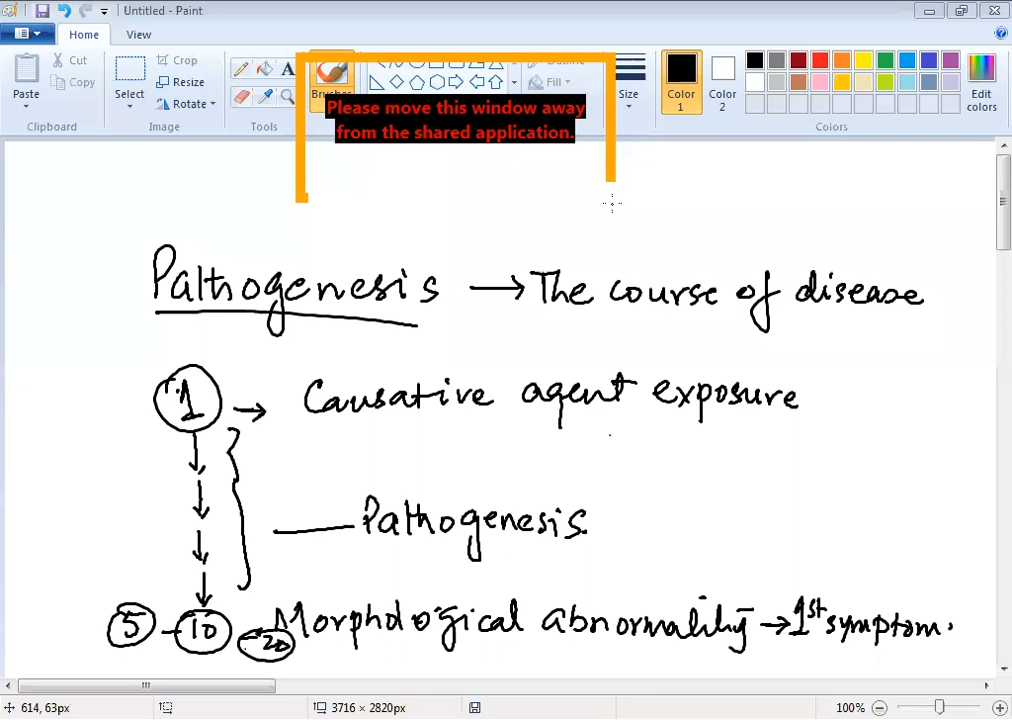 Untitled - Paint
Home View
Paste
Cut
Copy
Clipboard
Select
Crop
Resize
Rotate
Image
A
Tools
Brushes
Outline
Fill
Size
Color 1
Color 2
Edit colors
Colors
Please move this window away
from the shared application.
Pathogenesis → The course of disease
1 → Causative agent exposure
Pathogenesis
5 - 10 - 20 Morphological abnormality → 1st symptom.
614, 63px
3716 × 2820px
100%